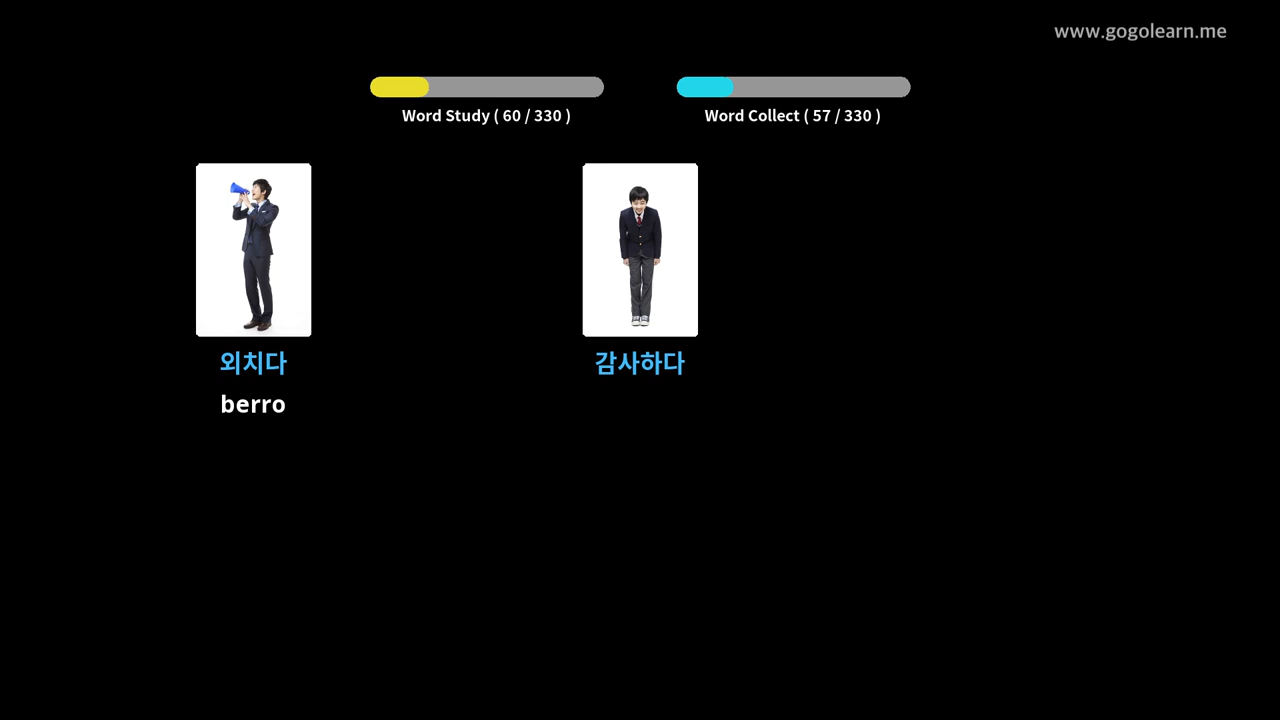 www.gogolearn.me
Word Study ( 60 / 330 )
Word Collect ( 57 / 330 )
외치다
감사하다
berro